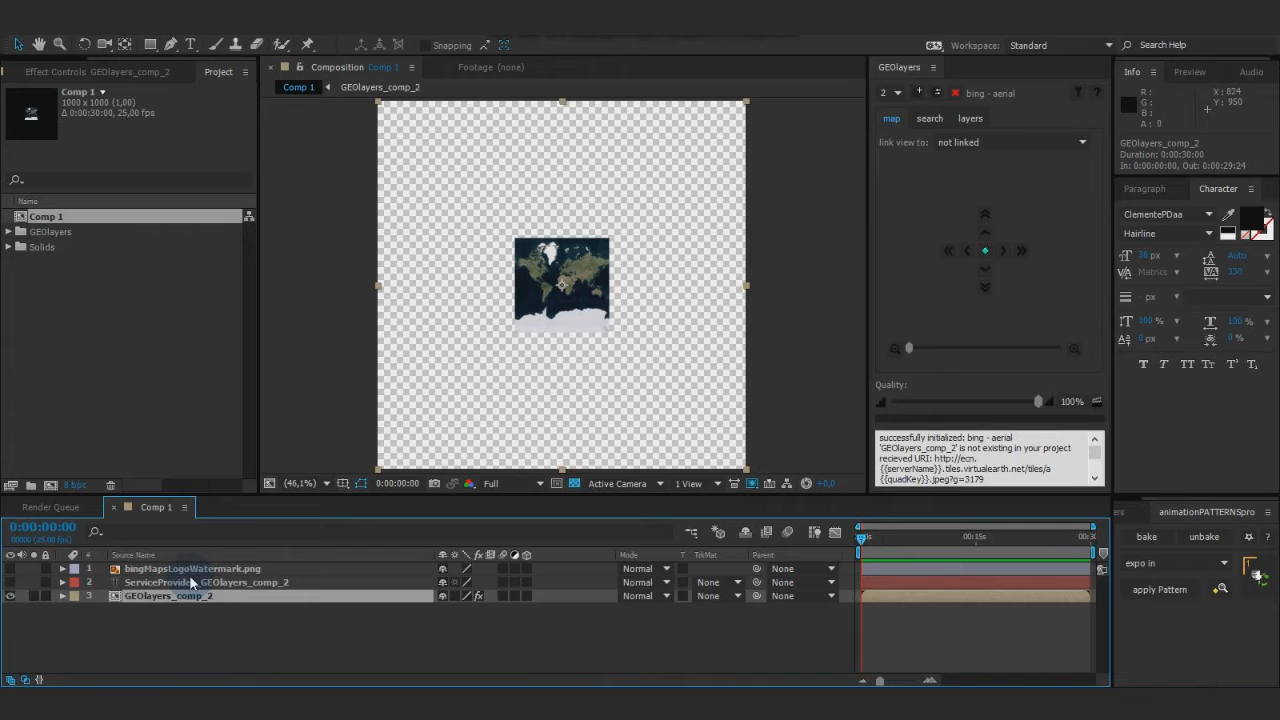 Snapping
Workspace: Standard
Search Help
Effect Controls GEOlayers_comp_2
Project
Composition Comp 1
Footage (none)
GEOlayers
Info
Preview
Audio
Comp 1
1000 x 1000 (1,00)
Δ 0:00:30:00, 25,00 fps
Comp 1
GEOlayers_comp_2
2
bing - aerial
R :
G :
B :
A : 0
X : 824
Y : 950
map
search
layers
link view to:
not linked
GEOlayers_comp_2
Duration: 0:00:30:00
In: 0:00:00:00, Out: 0:00:29:24
Paragraph
Character
Name
Comp 1
GEOlayers
Solids
ClementePDaa
Hairline
36 px
Auto
Metrics
330
px
100 %
100 %
0 px
0 %
Quality:
100%
successfully initialized: bing - aerial
'GEOlayers_comp_2' is not existing in your project
recieved URI: http://ecn.
{{serverName}}.tiles.virtualearth.net/tiles/a
{{quadKey}}.jpeg?g=3179
8 bpc
(46,1%)
0:00:00:00
Full
Active Camera
1 View
+0,0
Render Queue
Comp 1
animationPATTERNSpro
0:00:00:00
00000 (25.00 fps)
00:15s
bake
unbake
expo in
apply Pattern
#
Source Name
Mode
T
TrkMat
Parent
1
bingMapsLogoWatermark.png
Normal
None
2
Normal
None
None
3
GEOlayers_comp_2
Normal
None
None